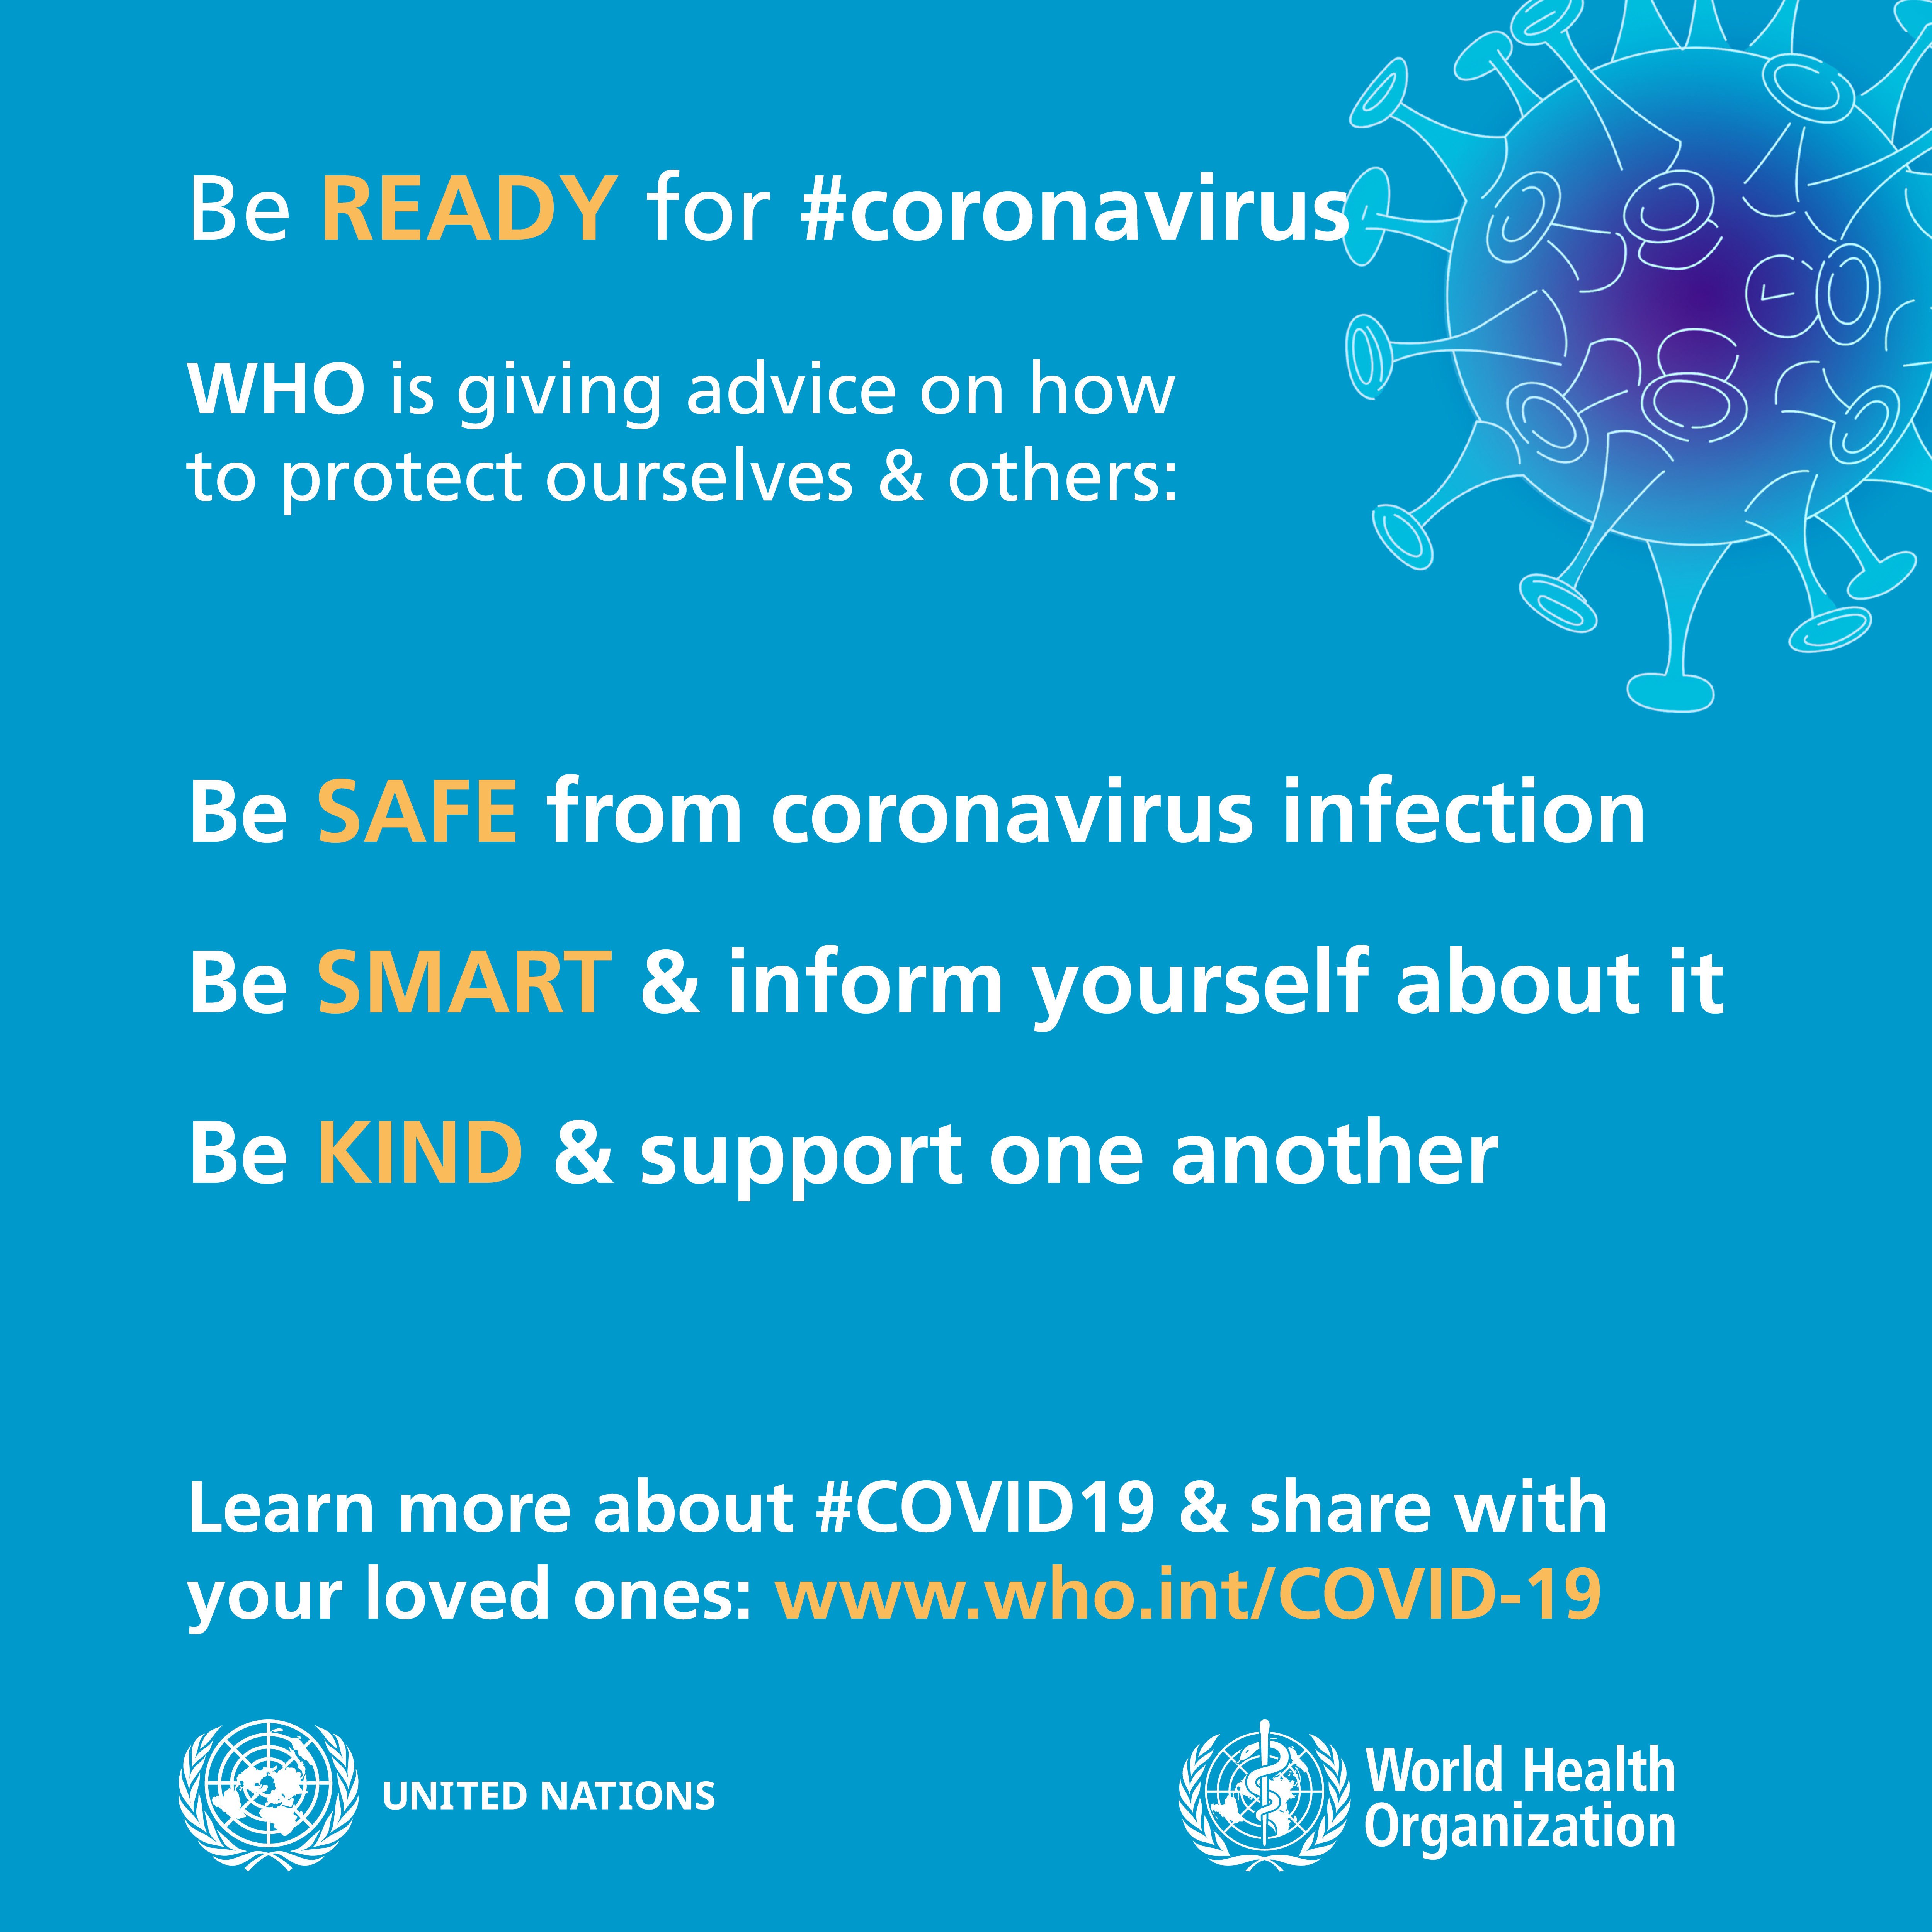 Be READY for #coronavirus
WHO is giving advice on how
to protect ourselves & others:
Be SAFE from coronavirus infection
Be SMART & inform yourself about it
Be KIND & support one another
Learn more about #COVID19 & share with
your loved ones: www.who.int/COVID-19
UNITED NATIONS
World Health
Organization